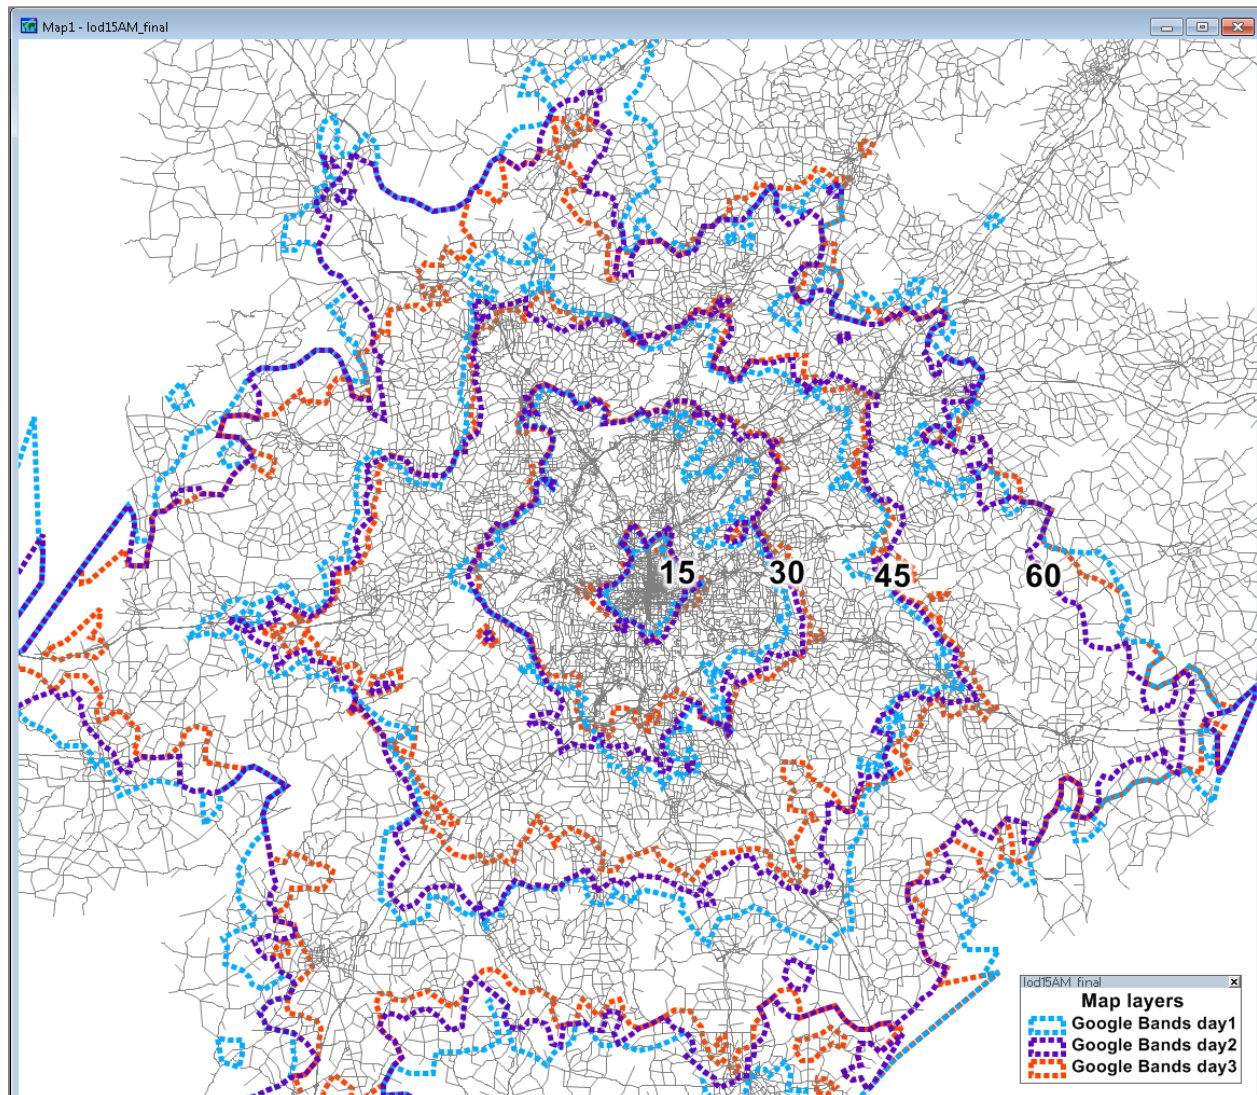 Map1 - lod15AM_final
15
30
45
60
lod15AM_final
Map layers
Google Bands day1
Google Bands day2
Google Bands day3